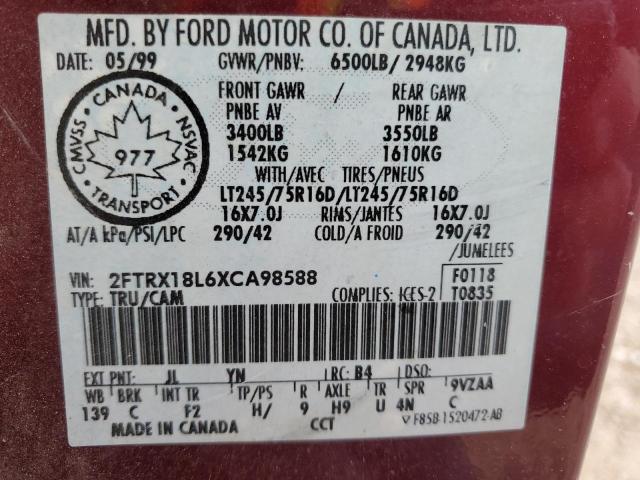 MFD. BY FORD MOTOR CO. OF CANADA, LTD.
DATE: 05/99 GVWR/PNBV: 6500LB/ 2948KG
FRONT GAWR / REAR GAWR
PNBE AV PNBE AR
3400LB 3550LB
1542KG 1610KG
CMVSS · CANADA · NSVAC
977
TRANSPORT
WITH/AVEC TIRES/PNEUS
LT245/75R16D/LT245/75R16D
16X7.0J RIMS/JANTES 16X7.0J
AT/A kPa/PSI/LPC 290/42 COLD/A FROID 290/42
/JUMELEES
VIN: 2FTRX18L6XCA98588 F0118
TYPE: TRU/CAM COMPLIES: ICES-2 T0835
EXT PNT: JL YN RC: B4 DSO:
WB BRK INT TR TP/PS R AXLE TR SPR 9VZAA
139 C F2 H/ 9 H9 U 4N C
MADE IN CANADA CCT V F85B-1520472-AB